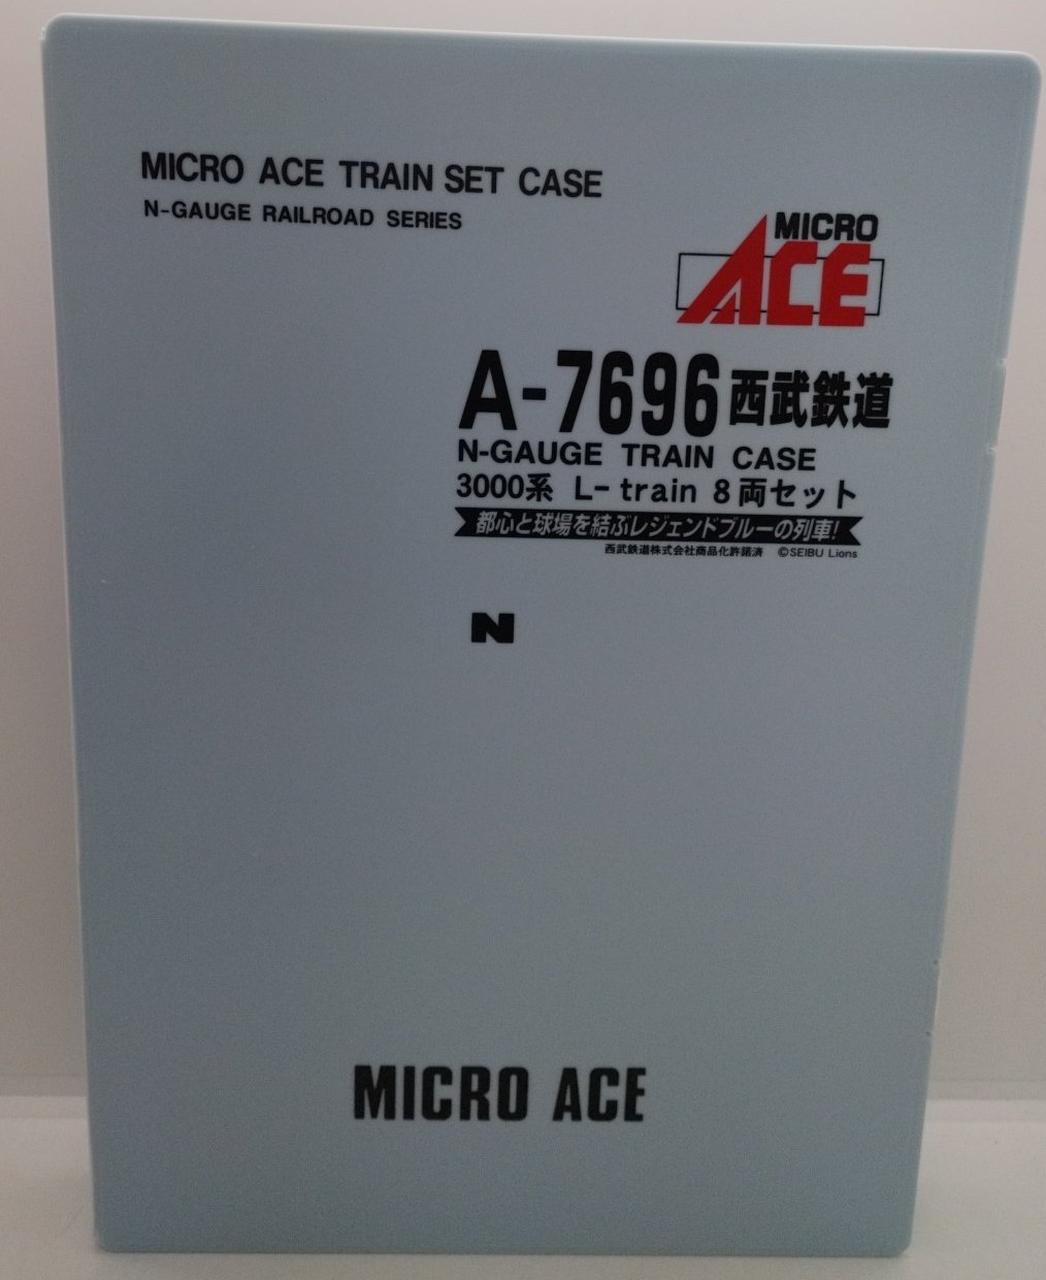 MICRO ACE TRAIN SET CASE
N-GAUGE RAILROAD SERIES
MICRO
ACE
A-7696 西武鉄道
N-GAUGE TRAIN CASE
3000系 L-train 8両セット
都心と球場を結ぶレジェンドブルーの列車!
西武鉄道株式会社商品化許諾済 ©SEIBU Lions
N
MICRO ACE